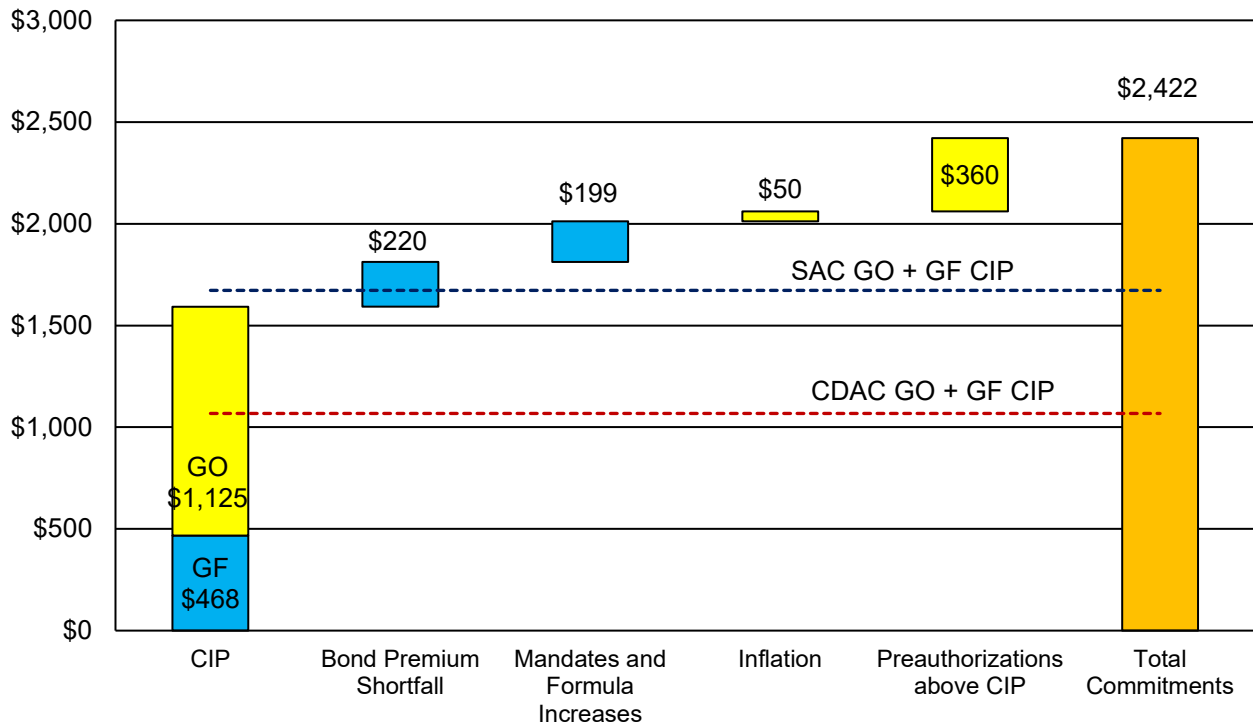 $3,000
$2,500
$2,000
$1,500
$1,000
$500
$0
$2,422
$360
$50
$199
$220
SAC GO + GF CIP
CDAC GO + GF CIP
GO
$1,125
GF
$468
CIP
Bond Premium
Shortfall
Mandates and
Formula
Increases
Inflation
Preauthorizations
above CIP
Total
Commitments